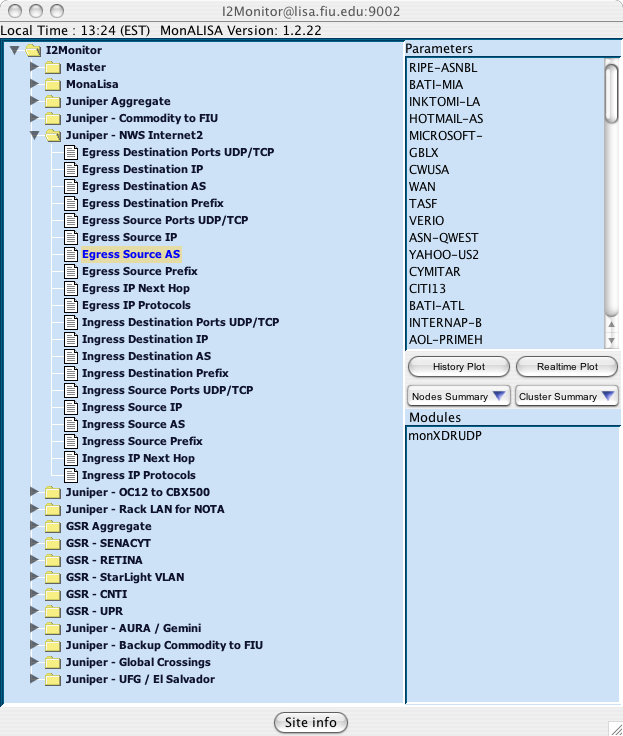 I2Monitor@lisa.fiu.edu:9002
Local Time : 13:24 (EST) MonALISA Version: 1.2.22
I2Monitor
Master
MonaLisa
Juniper Aggregate
Juniper - Commodity to FIU
Juniper - NWS Internet2
Egress Destination Ports UDP/TCP
Egress Destination IP
Egress Destination AS
Egress Destination Prefix
Egress Source Ports UDP/TCP
Egress Source IP
Egress Source AS
Egress Source Prefix
Egress IP Next Hop
Egress IP Protocols
Ingress Destination Ports UDP/TCP
Ingress Destination IP
Ingress Destination AS
Ingress Destination Prefix
Ingress Source Ports UDP/TCP
Ingress Source IP
Ingress Source AS
Ingress Source Prefix
Ingress IP Next Hop
Ingress IP Protocols
Juniper - OC12 to CBX500
Juniper - Rack LAN for NOTA
GSR Aggregate
GSR - SENACYT
GSR - RETINA
GSR - StarLight VLAN
GSR - CNTI
GSR - UPR
Juniper - AURA / Gemini
Juniper - Backup Commodity to FIU
Juniper - Global Crossings
Juniper - UFG / El Salvador
Parameters
RIPE-ASNBL
BATI-MIA
INKTOMI-LA
HOTMAIL-AS
MICROSOFT-
GBLX
CWUSA
WAN
TASF
VERIO
ASN-QWEST
YAHOO-US2
CYMITAR
CITI13
BATI-ATL
INTERNAP-B
AOL-PRIMEH
History Plot
Realtime Plot
Nodes Summary
Cluster Summary
Modules
monXDRUDP
Site info